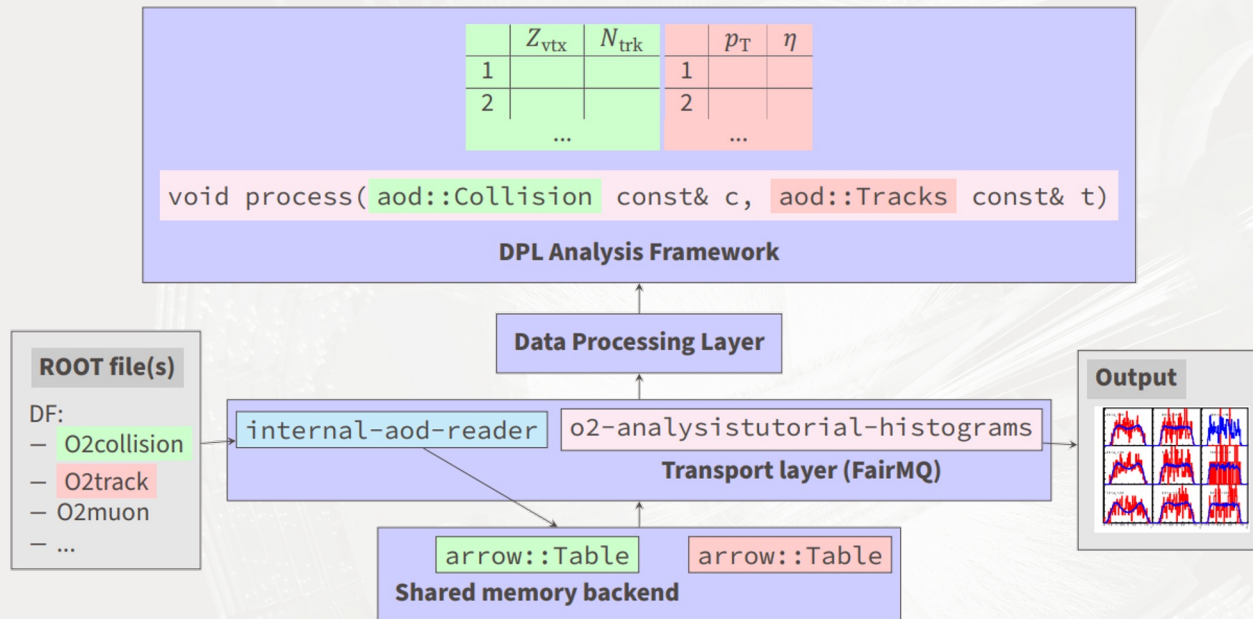 Z_vtx N_trk p_T η
1 1
2 2
... ...
void process(aod::Collision const& c, aod::Tracks const& t)
DPL Analysis Framework
Data Processing Layer
ROOT file(s)
DF:
– O2collision
– O2track
– O2muon
– ...
internal-aod-reader
o2-analysistutorial-histograms
Transport layer (FairMQ)
arrow::Table arrow::Table
Shared memory backend
Output